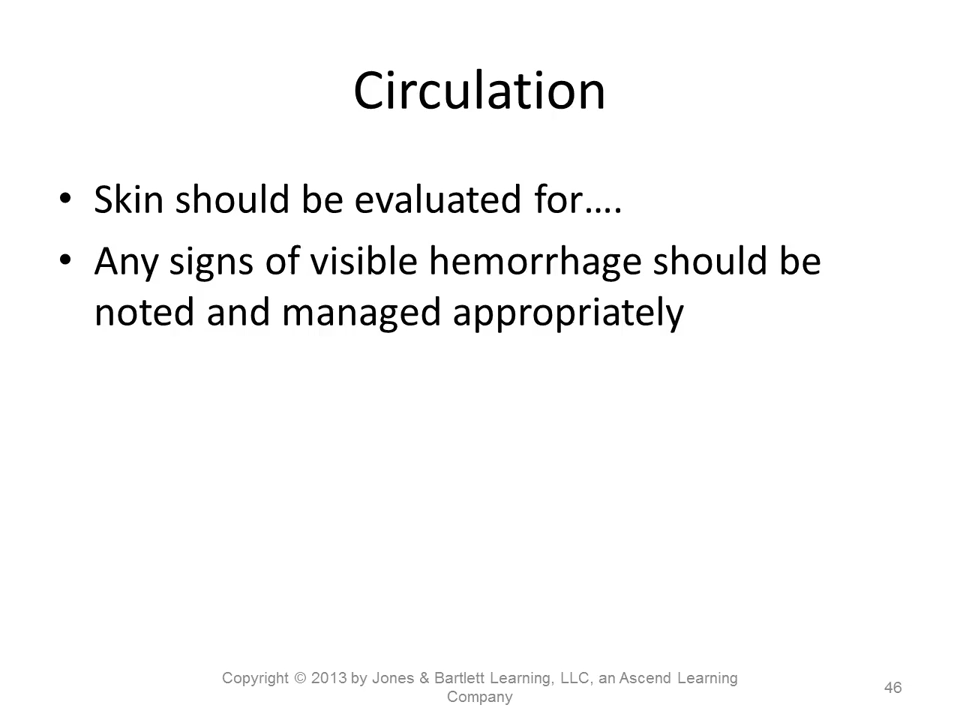 Circulation
• Skin should be evaluated for….
• Any signs of visible hemorrhage should be
noted and managed appropriately
Copyright © 2013 by Jones & Bartlett Learning, LLC, an Ascend Learning
Company
46